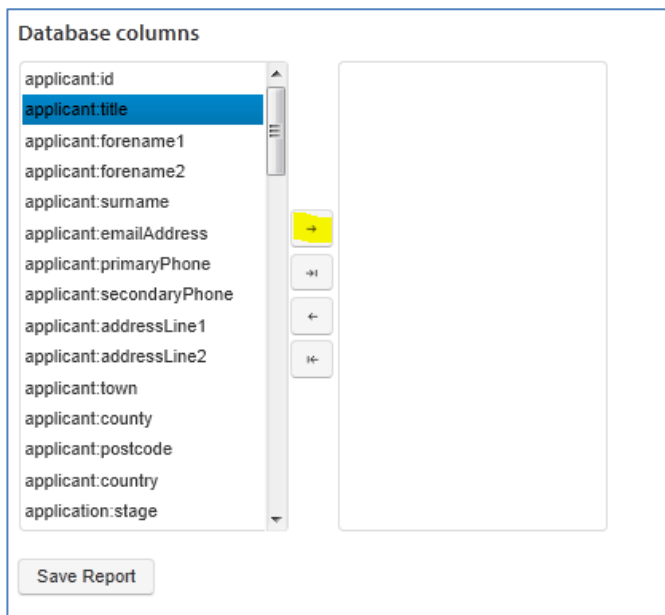 Database columns
applicant:id
applicant:title
applicant:forename1
applicant:forename2
applicant:surname
applicant:emailAddress
applicant:primaryPhone
applicant:secondaryPhone
applicant:addressLine1
applicant:addressLine2
applicant:town
applicant:county
applicant:postcode
applicant:country
application:stage
Save Report